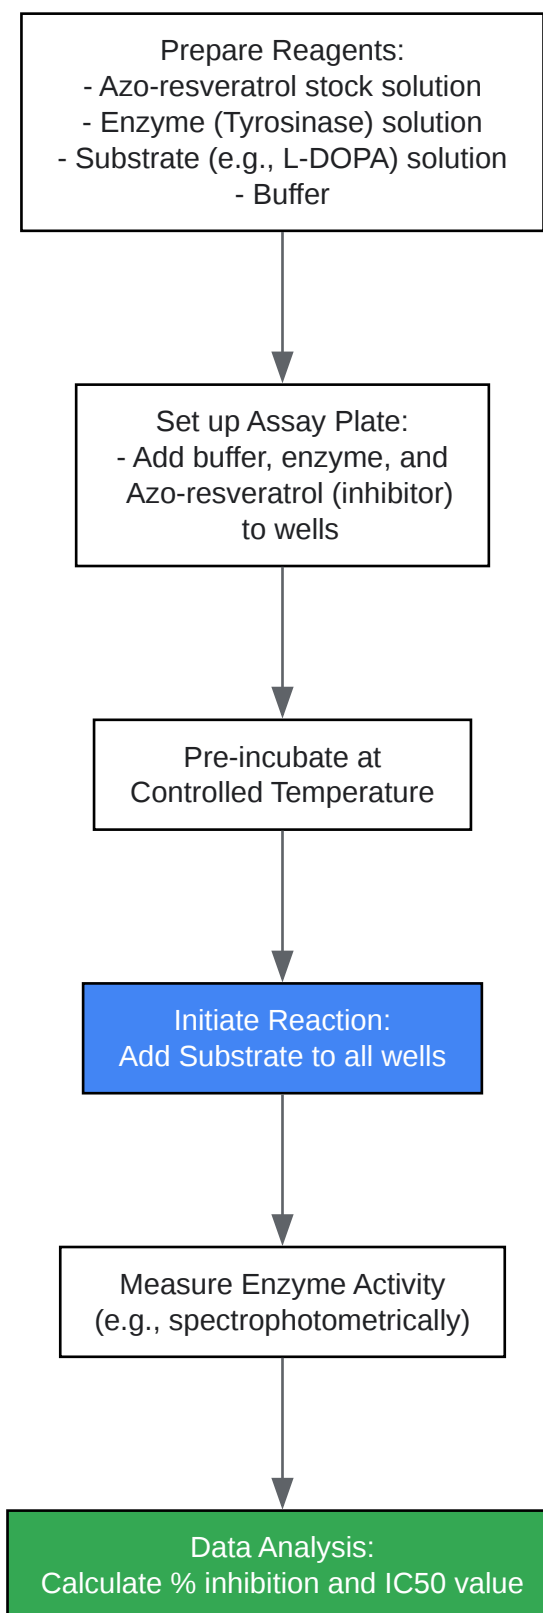 Prepare Reagents:
- Azo-resveratrol stock solution
- Enzyme (Tyrosinase) solution
- Substrate (e.g., L-DOPA) solution
- Buffer
Set up Assay Plate:
- Add buffer, enzyme, and
Azo-resveratrol (inhibitor)
to wells
Pre-incubate at
Controlled Temperature
Initiate Reaction:
Add Substrate to all wells
Measure Enzyme Activity
(e.g., spectrophotometrically)
Data Analysis:
Calculate % inhibition and IC50 value